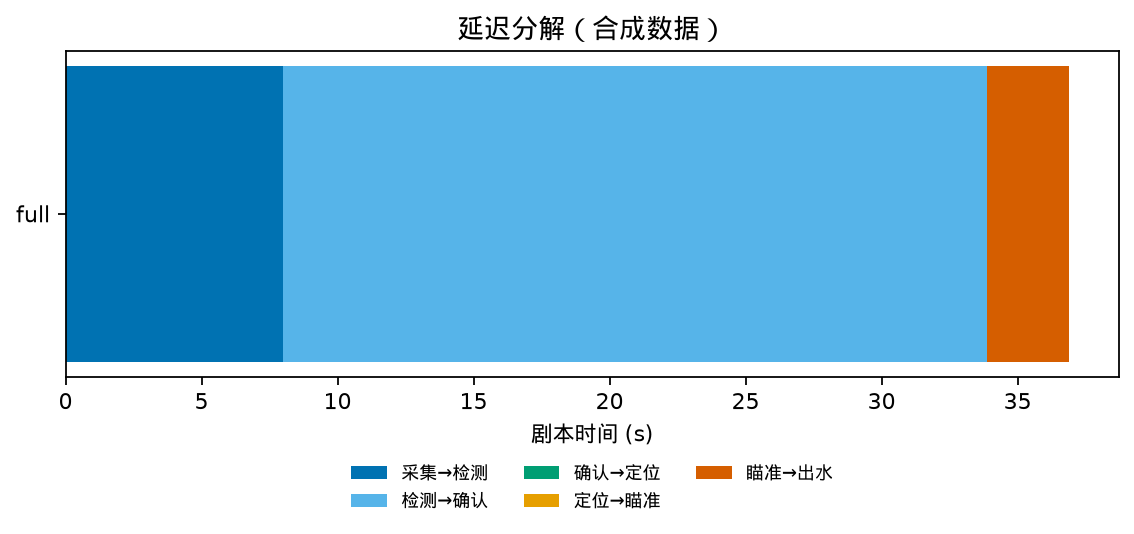 延迟分解（合成数据）
full
0 5 10 15 20 25 30 35
剧本时间 (s)
采集→检测 确认→定位 瞄准→出水
检测→确认 定位→瞄准